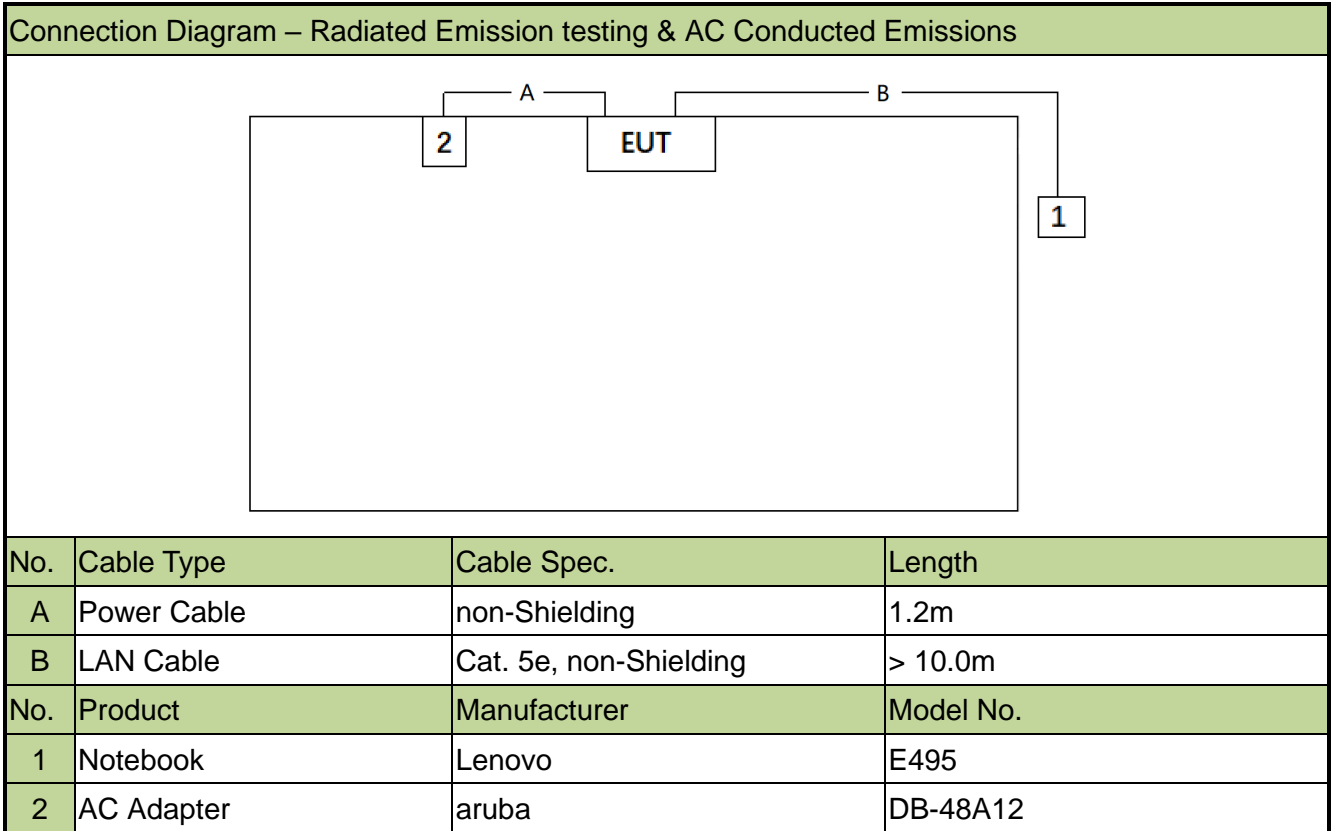 Connection Diagram – Radiated Emission testing & AC Conducted Emissions
A B
2 EUT
1
No. Cable Type Cable Spec. Length
A Power Cable non-Shielding 1.2m
B LAN Cable Cat. 5e, non-Shielding > 10.0m
No. Product Manufacturer Model No.
1 Notebook Lenovo E495
2 AC Adapter aruba DB-48A12